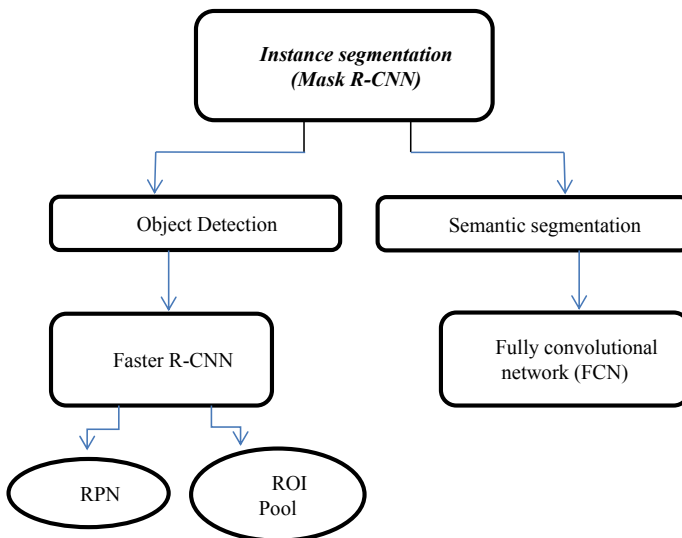 Instance segmentation
(Mask R-CNN)
Object Detection
Semantic segmentation
Faster R-CNN
Fully convolutional
network (FCN)
RPN
ROI
Pool